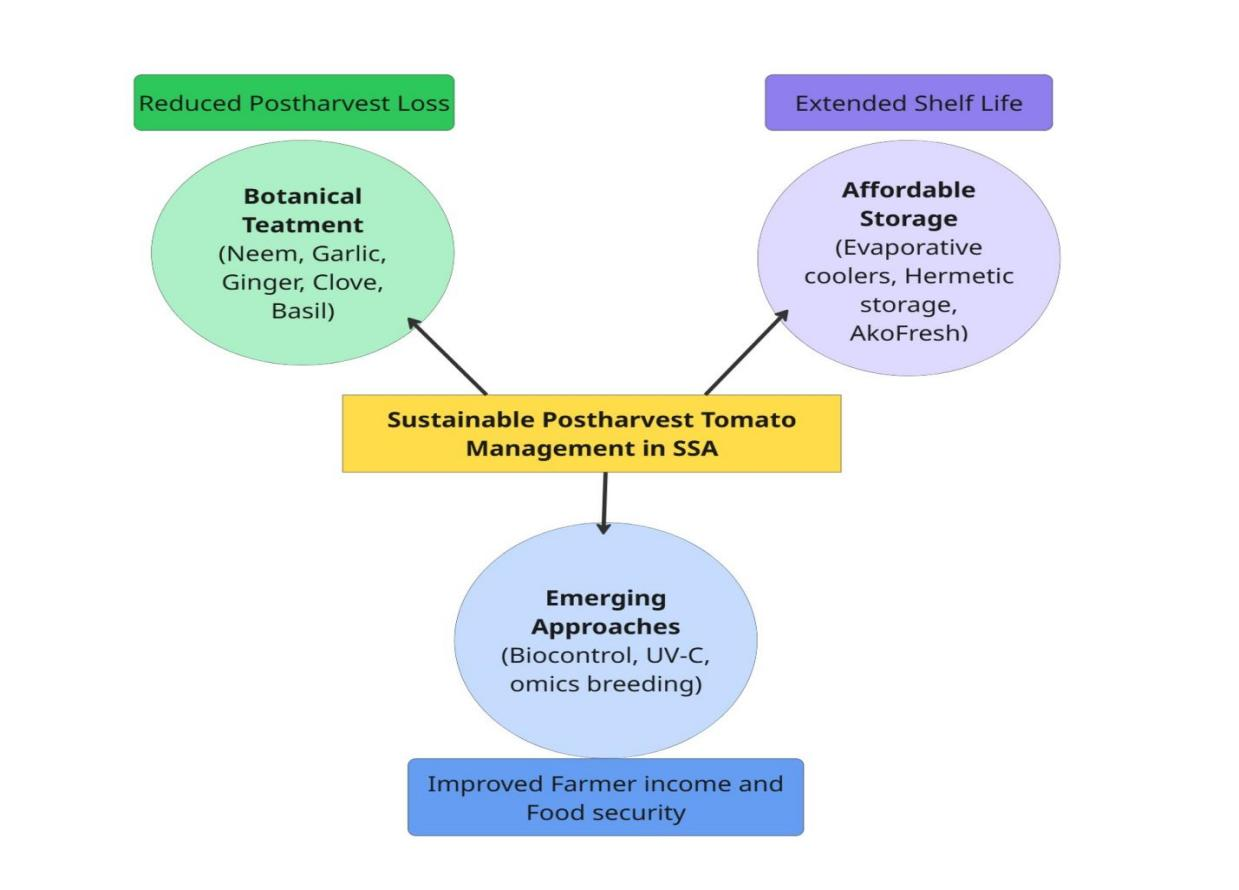 Reduced Postharvest Loss
Extended Shelf Life
Botanical
Teatment
(Neem, Garlic,
Ginger, Clove,
Basil)
Affordable
Storage
(Evaporative
coolers, Hermetic
storage,
AkoFresh)
Sustainable Postharvest Tomato
Management in SSA
Emerging
Approaches
(Biocontrol, UV-C,
omics breeding)
Improved Farmer income and
Food security